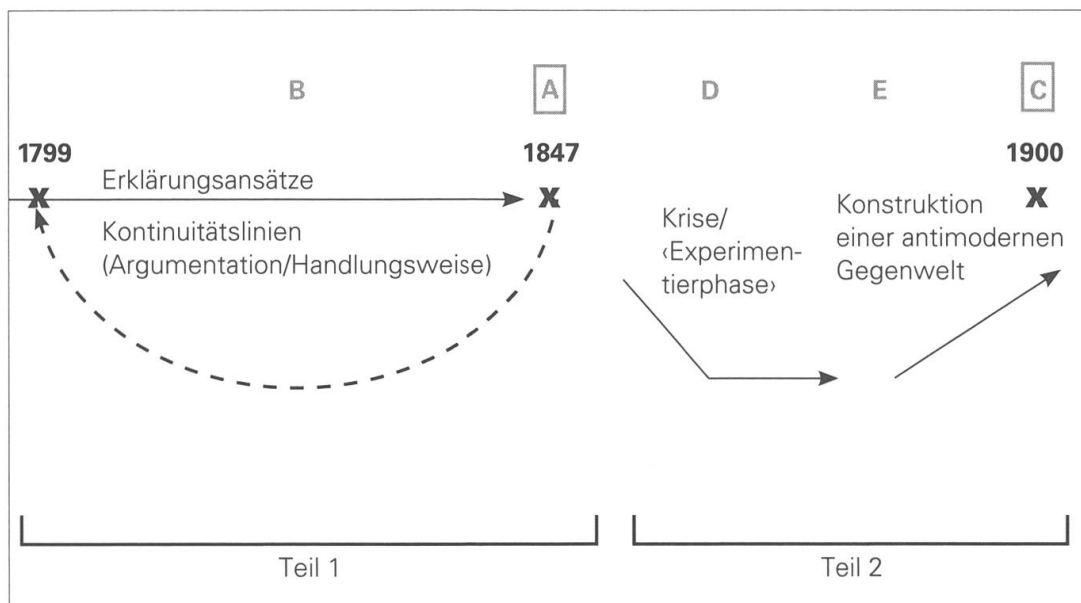 B
A
D
E
C
1799
1847
1900
Erklärungsansätze
Kontinuitätslinien
(Argumentation/Handlungsweise)
Krise/
‹Experimen-
tierphase›
Konstruktion
einer antimodernen
Gegenwelt
Teil 1
Teil 2